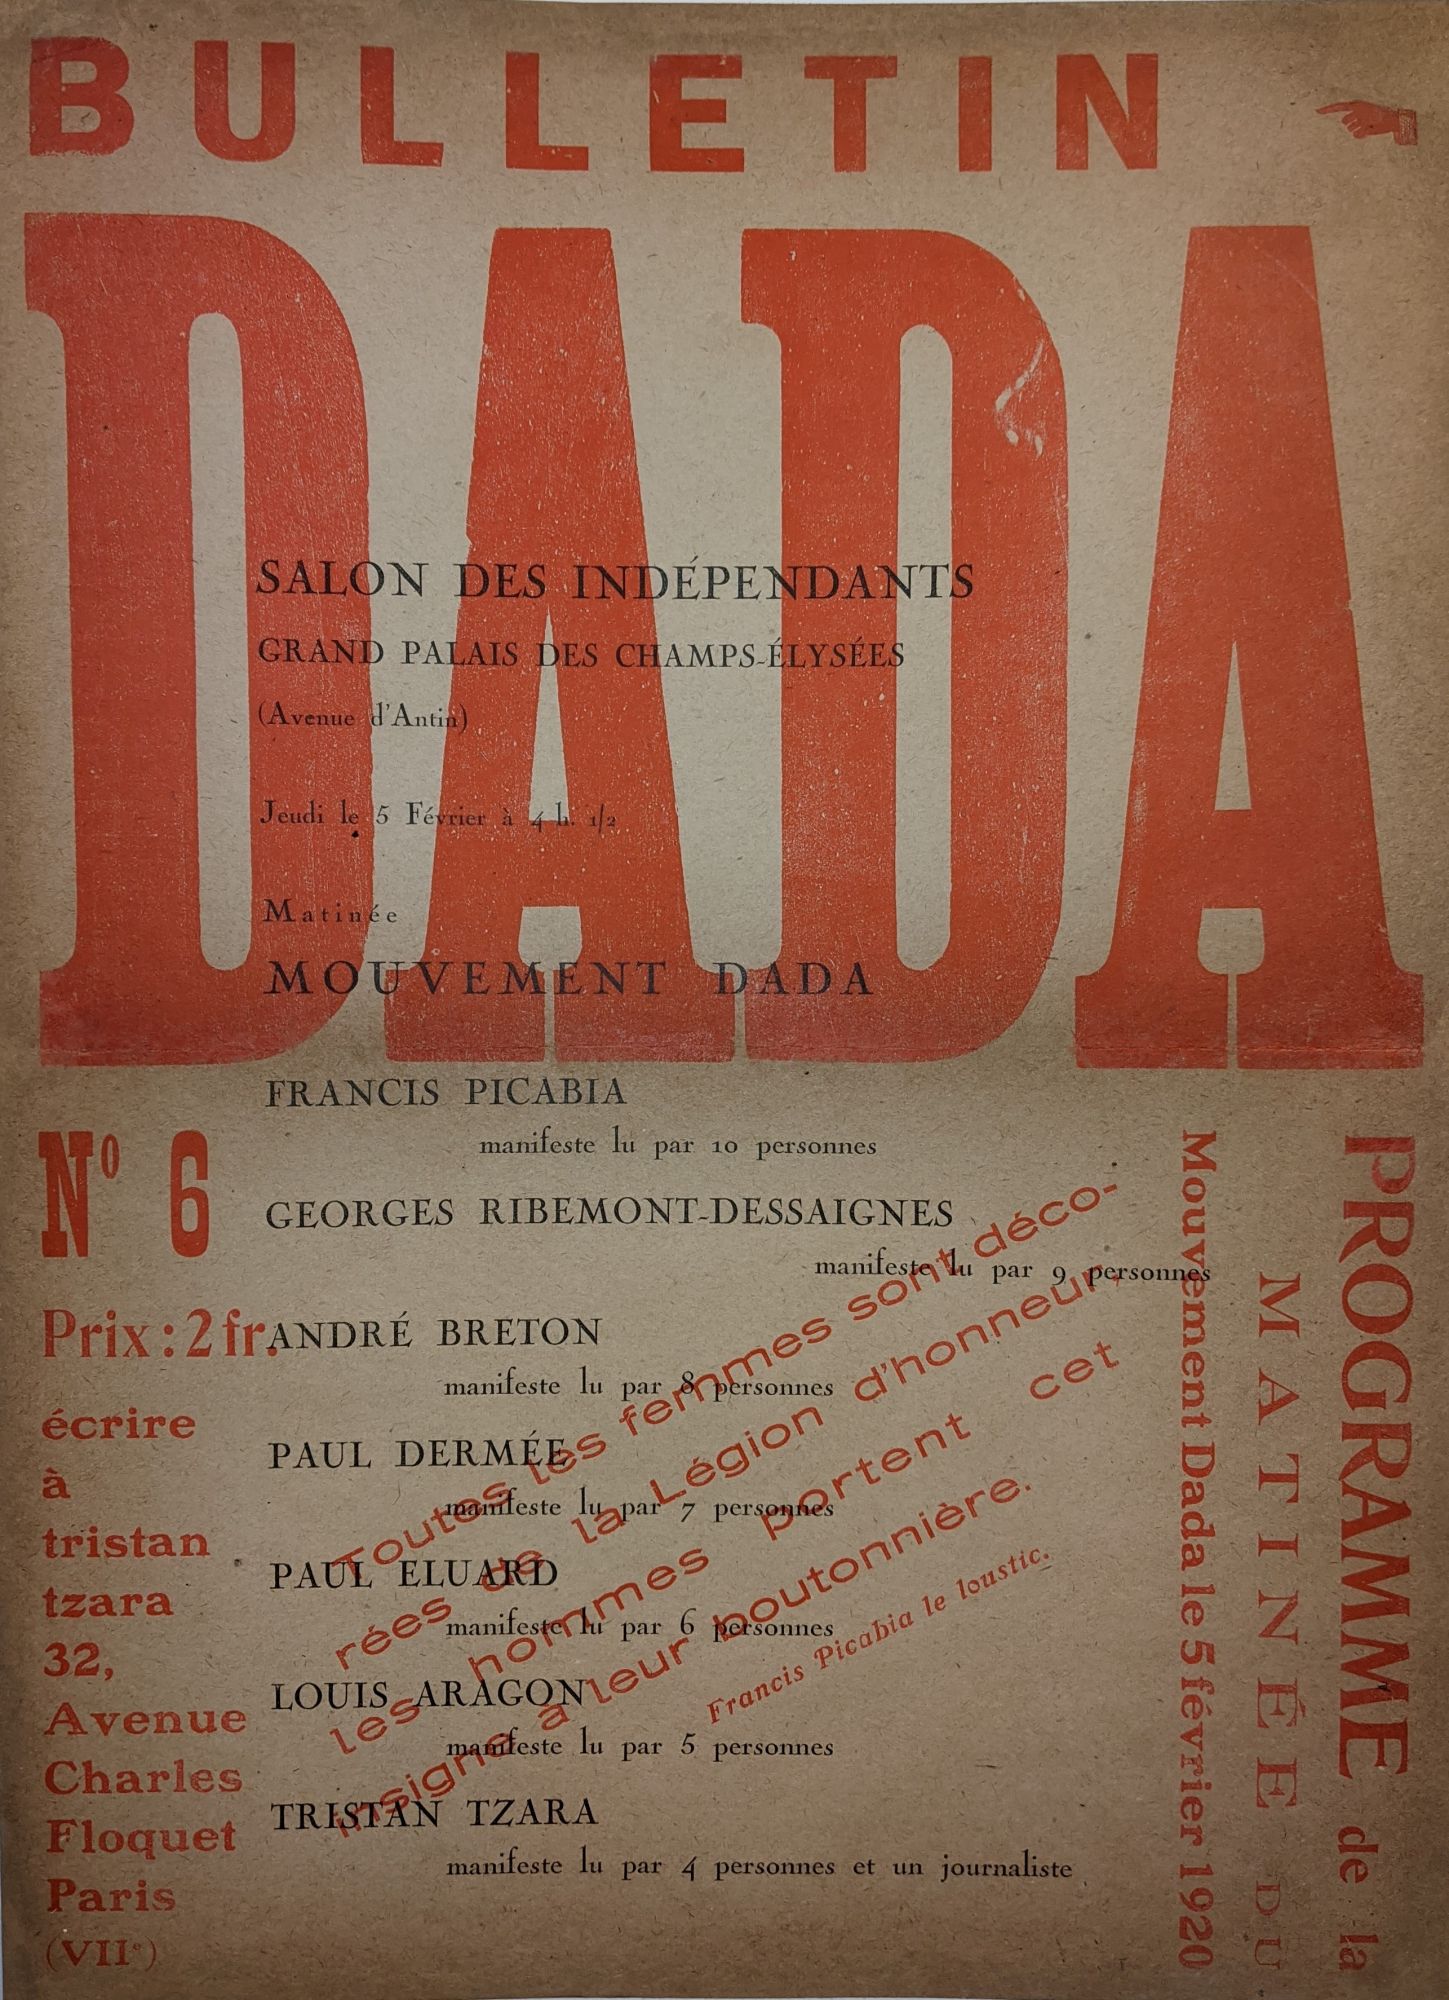 BULLETIN
DADA
SALON DES INDÉPENDANTS
GRAND PALAIS DES CHAMPS-ÉLYSÉES
(Avenue d'Antin)
Jeudi le 5 Février à 4 h. 1/2
Matinée
MOUVEMENT DADA
FRANCIS PICABIA
manifeste lu par 10 personnes
GEORGES RIBEMONT-DESSAIGNES
manifeste lu par 9 personnes
ANDRÉ BRETON
manifeste lu par 8 personnes
PAUL DERMÉE
manifeste lu par 7 personnes
PAUL ELUARD
manifeste lu par 6 personnes
LOUIS ARAGON
manifeste lu par 5 personnes
TRISTAN TZARA
manifeste lu par 4 personnes et un journaliste
Nº 6
Prix : 2 fr.
écrire
à
tristan
tzara
32,
Avenue
Charles
Floquet
Paris
(VIIe)
Toutes les femmes sont déco-
rées de la Légion d'honneur,
les hommes portent cet
insigne à leur boutonnière.
Francis Picabia le loustic.
PROGRAMME de la
MATINÉE DU
Mouvement Dada le 5 février 1920